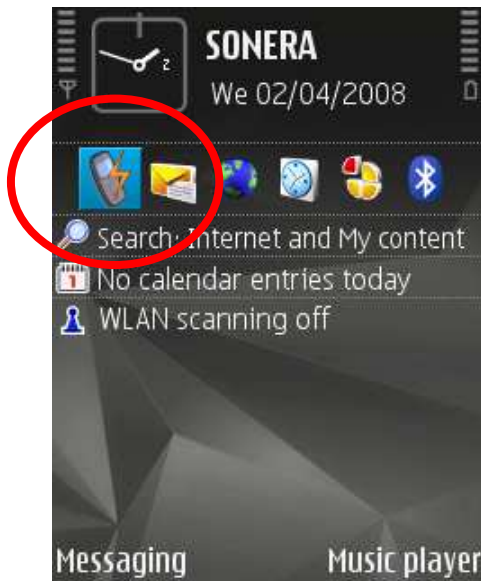 SONERA
We 02/04/2008
Search: Internet and My content
No calendar entries today
WLAN scanning off
Messaging Music player